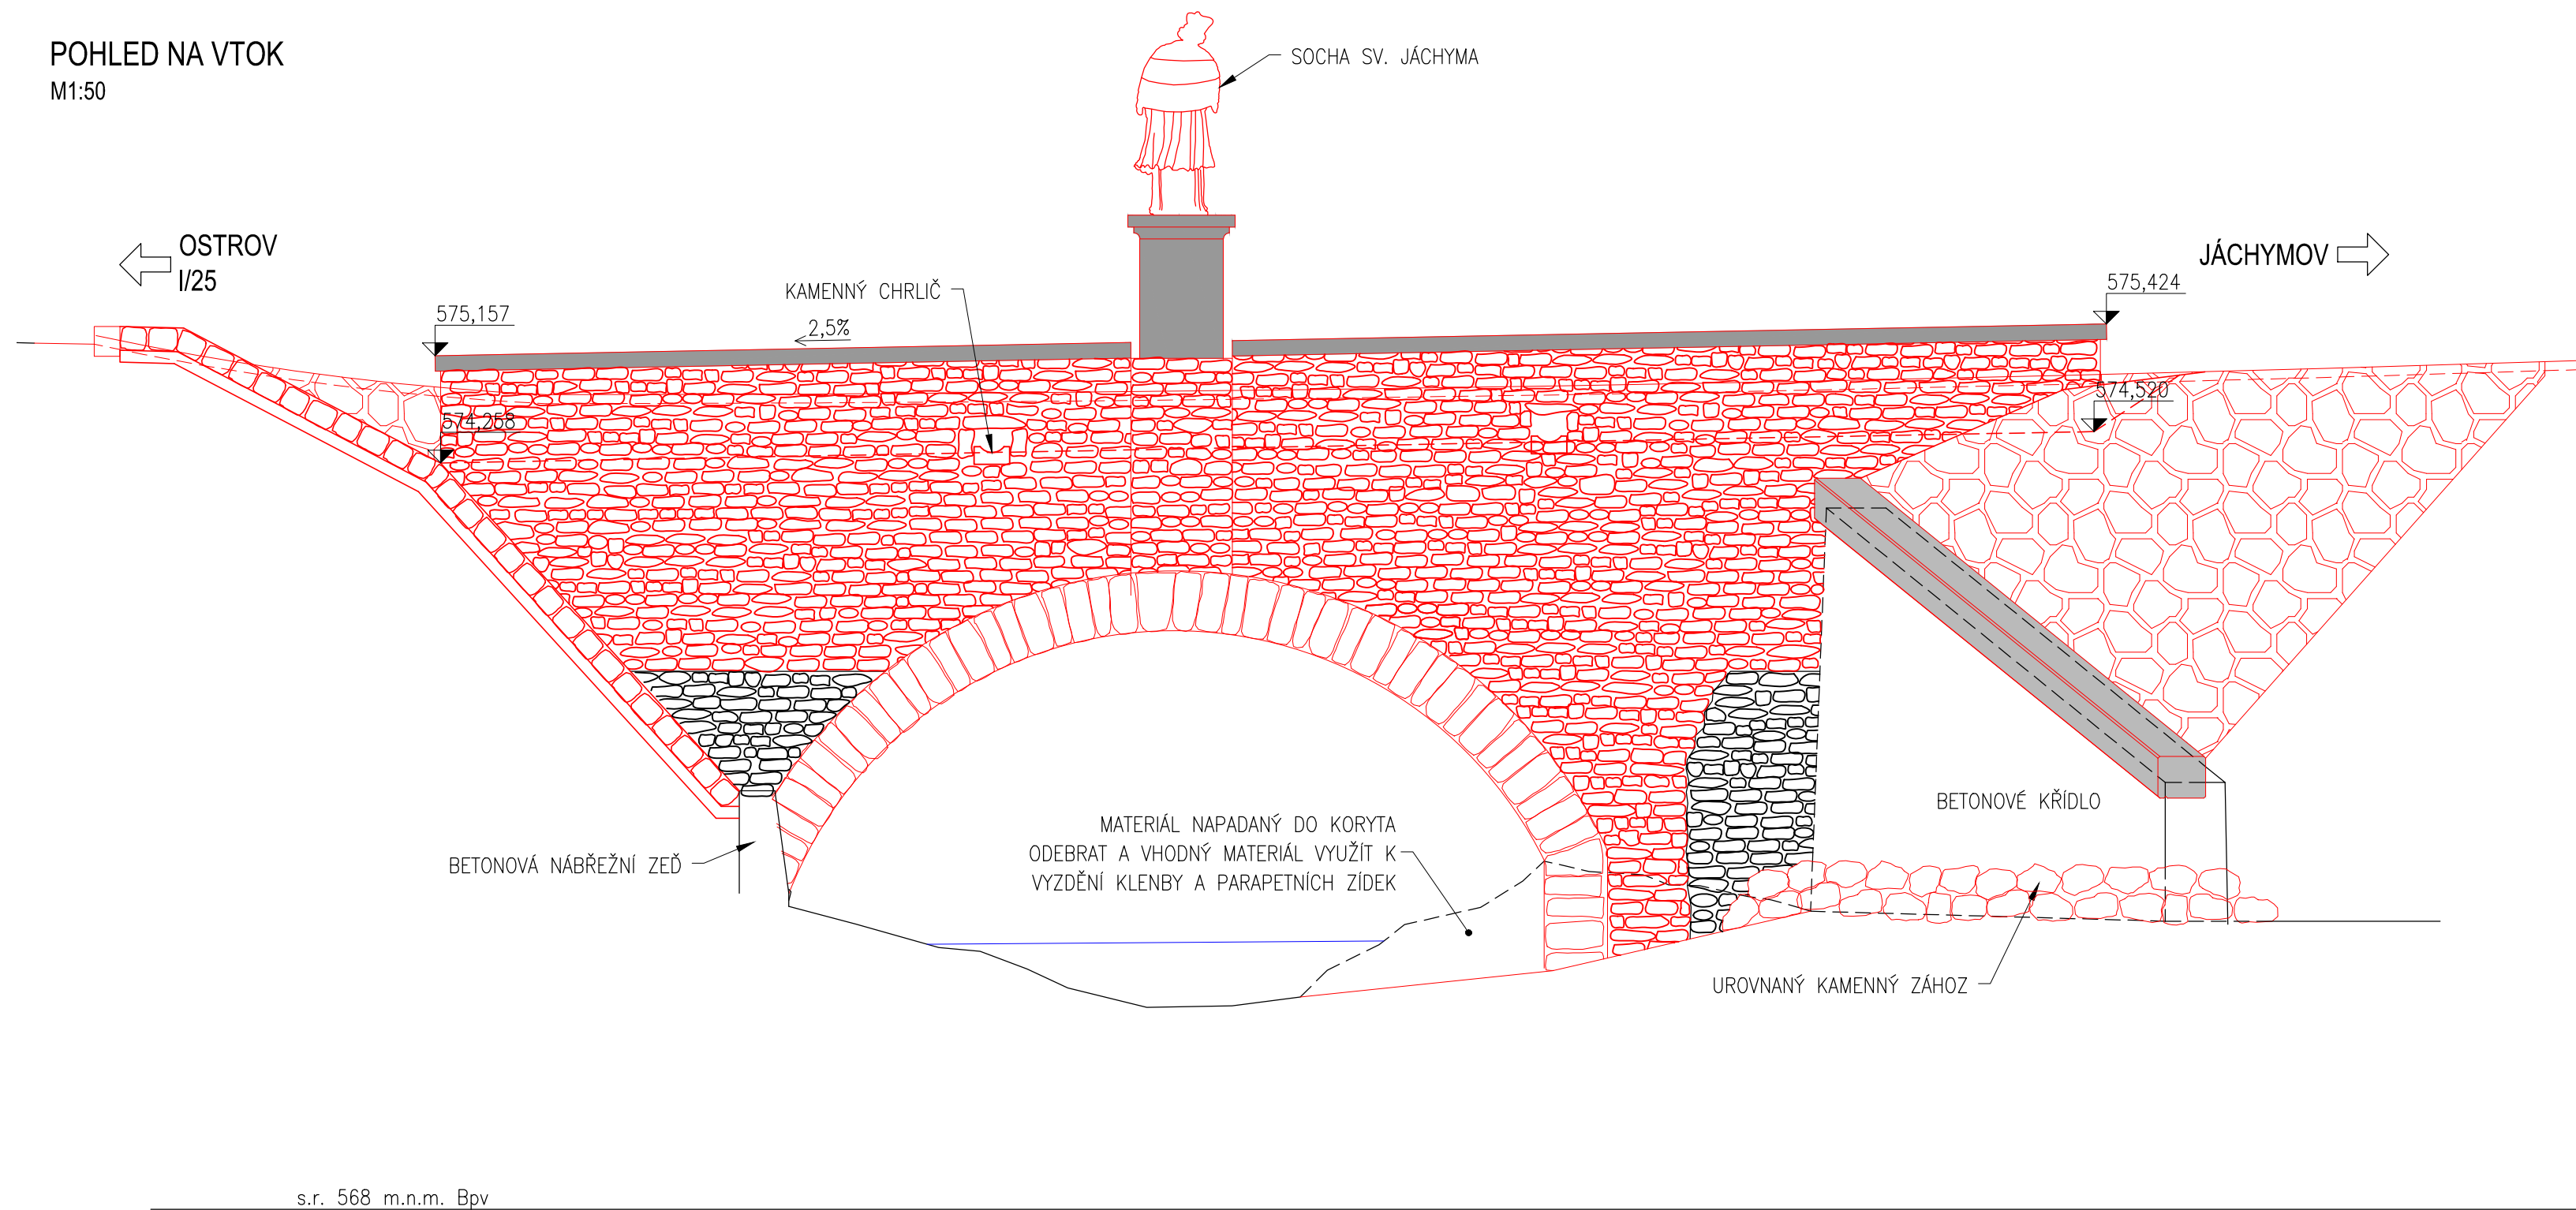 POHLED NA VTOK
M1:50
SOCHA SV. JÁCHYMA
OSTROV
I/25
JÁCHYMOV
KAMENNÝ CHRLIČ
575,157
2,5%
575,424
574,258
574,520
BETONOVÉ KŘÍDLO
MATERIÁL NAPADANÝ DO KORYTA
ODEBRAT A VHODNÝ MATERIÁL VYUŽÍT K
VYZDĚNÍ KLENBY A PARAPETNÍCH ZÍDEK
BETONOVÁ NÁBŘEŽNÍ ZEĎ
UROVNANÝ KAMENNÝ ZÁHOZ
s.r. 568 m.n.m. Bpv